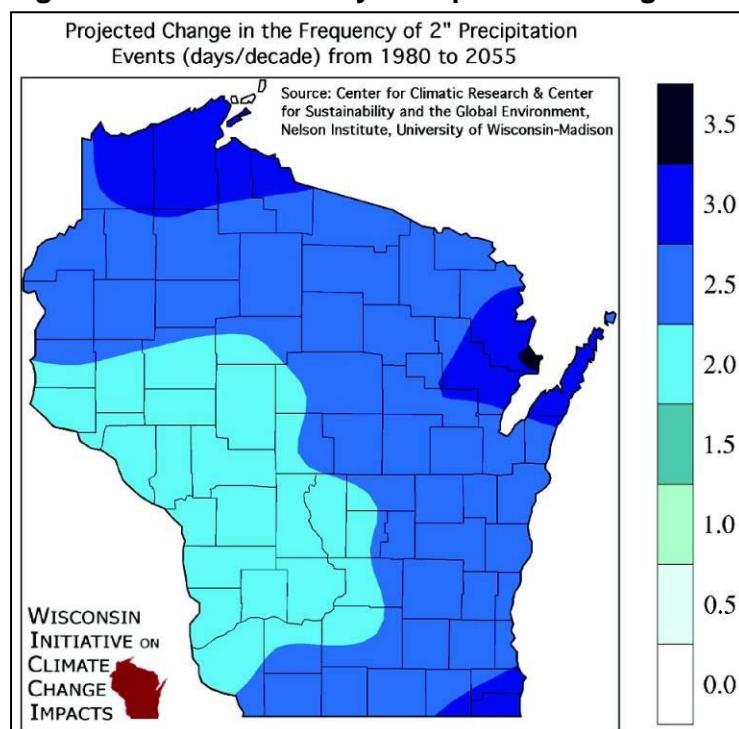 Projected Change in the Frequency of 2" Precipitation
Events (days/decade) from 1980 to 2055
Source: Center for Climatic Research & Center
for Sustainability and the Global Environment,
Nelson Institute, University of Wisconsin-Madison
3.5
3.0
2.5
2.0
1.5
1.0
0.5
0.0
WISCONSIN
INITIATIVE ON
CLIMATE
CHANGE
IMPACTS